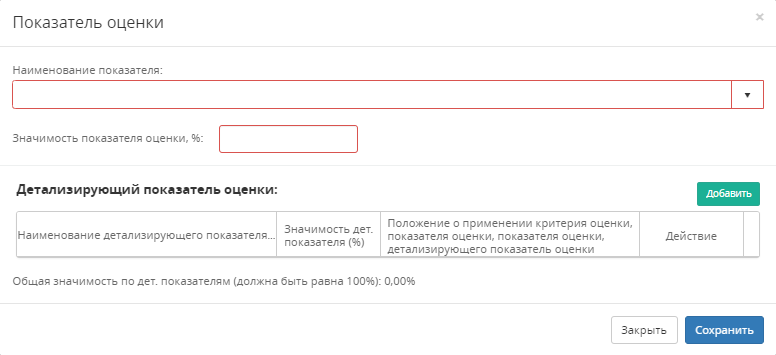 Показатель оценки
×
Наименование показателя:
Значимость показателя оценки, %:
Детализирующий показатель оценки:
Добавить
Наименование детализирующего показателя...
Значимость дет.
показателя (%)
Положение о применении критерия оценки,
показателя оценки, показателя оценки,
детализирующего показатель оценки
Действие
Общая значимость по дет. показателям (должна быть равна 100%): 0,00%
Закрыть
Сохранить